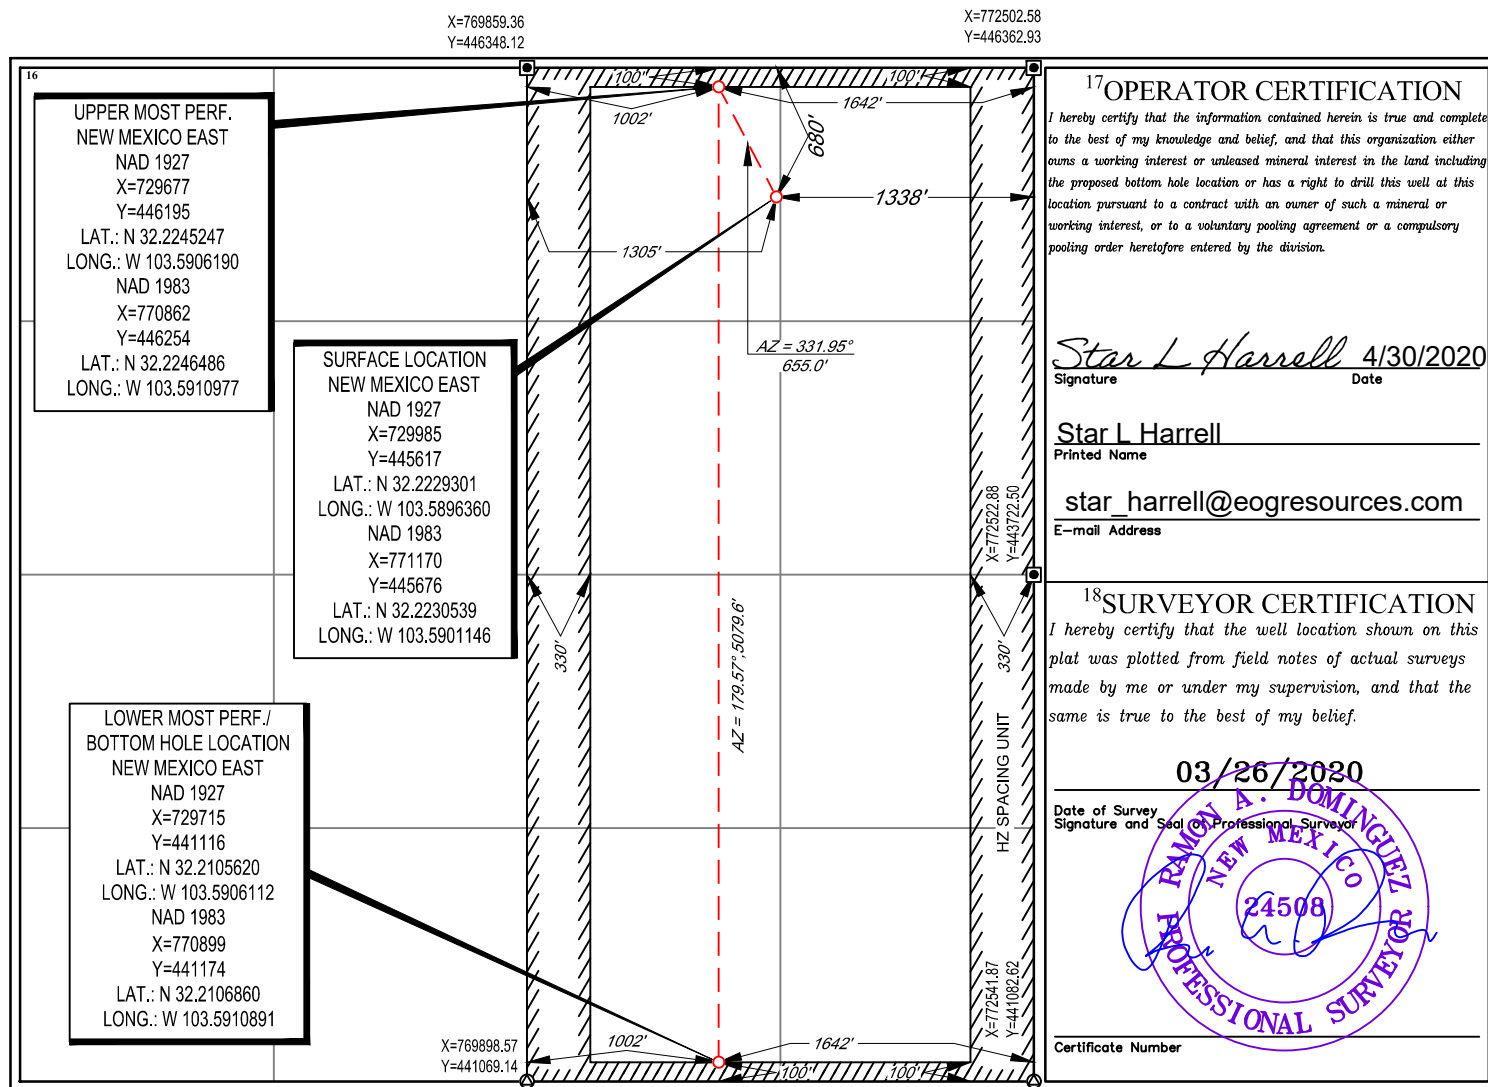 X=769859.36
Y=446348.12
X=772502.58
Y=446362.93
16
100'
100'
1002'
1642'
680'
1338'
1305'
AZ = 331.95°
655.0'
UPPER MOST PERF.
NEW MEXICO EAST
NAD 1927
X=729677
Y=446195
LAT.: N 32.2245247
LONG.: W 103.5906190
NAD 1983
X=770862
Y=446254
LAT.: N 32.2246486
LONG.: W 103.5910977
SURFACE LOCATION
NEW MEXICO EAST
NAD 1927
X=729985
Y=445617
LAT.: N 32.2229301
LONG.: W 103.5896360
NAD 1983
X=771170
Y=445676
LAT.: N 32.2230539
LONG.: W 103.5901146
X=772522.88
Y=443722.50
330'
330'
AZ = 179.57°,5079.6'
HZ SPACING UNIT
LOWER MOST PERF./
BOTTOM HOLE LOCATION
NEW MEXICO EAST
NAD 1927
X=729715
Y=441116
LAT.: N 32.2105620
LONG.: W 103.5906112
NAD 1983
X=770899
Y=441174
LAT.: N 32.2106860
LONG.: W 103.5910891
X=772541.87
Y=441082.62
X=769898.57
Y=441069.14
1002'
1642'
100'
100'
17OPERATOR CERTIFICATION
I hereby certify that the information contained herein is true and complete
to the best of my knowledge and belief, and that this organization either
owns a working interest or unleased mineral interest in the land including
the proposed bottom hole location or has a right to drill this well at this
location pursuant to a contract with an owner of such a mineral or
working interest, or to a voluntary pooling agreement or a compulsory
pooling order heretofore entered by the division.
Star L Harrell 4/30/2020
Signature Date
Star L Harrell
Printed Name
star_harrell@eogresources.com
E-mail Address
18SURVEYOR CERTIFICATION
I hereby certify that the well location shown on this
plat was plotted from field notes of actual surveys
made by me or under my supervision, and that the
same is true to the best of my belief.
03/26/2020
Date of Survey
Signature and Seal of Professional Surveyor
RAMON A. DOMINGUEZ
NEW MEXICO
24508
PROFESSIONAL SURVEYOR
Certificate Number